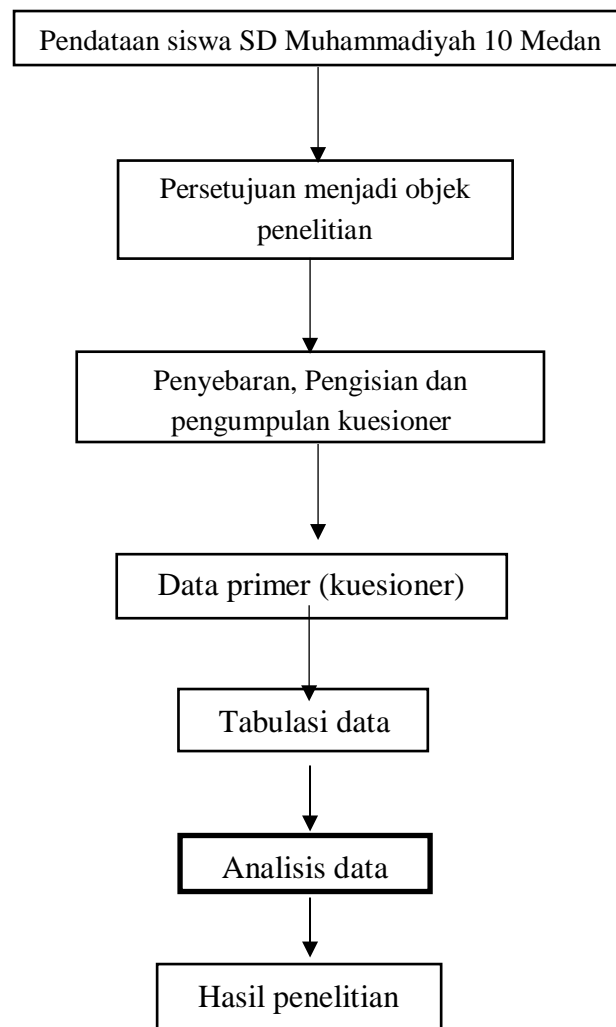 Pendataan siswa SD Muhammadiyah 10 Medan
Persetujuan menjadi objek
penelitian
Penyebaran, Pengisian dan
pengumpulan kuesioner
Data primer (kuesioner)
Tabulasi data
Analisis data
Hasil penelitian